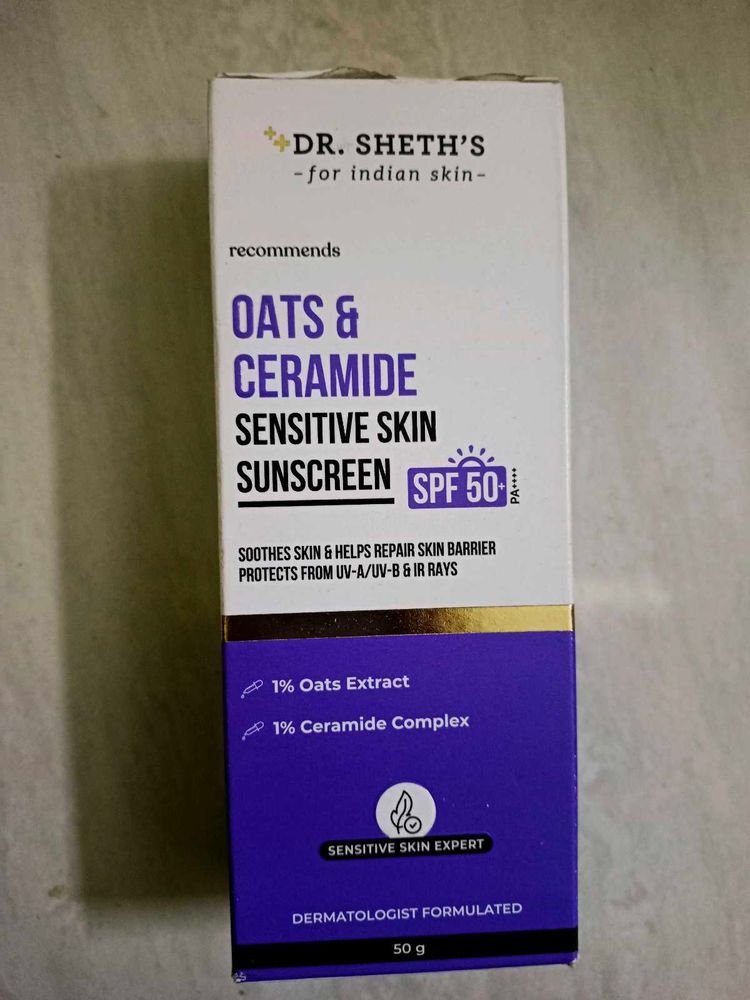 DR. SHETH'S
-for indian skin-
recommends
OATS &
CERAMIDE
SENSITIVE SKIN
SUNSCREEN SPF 50+ PA++++
SOOTHES SKIN & HELPS REPAIR SKIN BARRIER
PROTECTS FROM UV-A/UV-B & IR RAYS
1% Oats Extract
1% Ceramide Complex
SENSITIVE SKIN EXPERT
DERMATOLOGIST FORMULATED
50 g